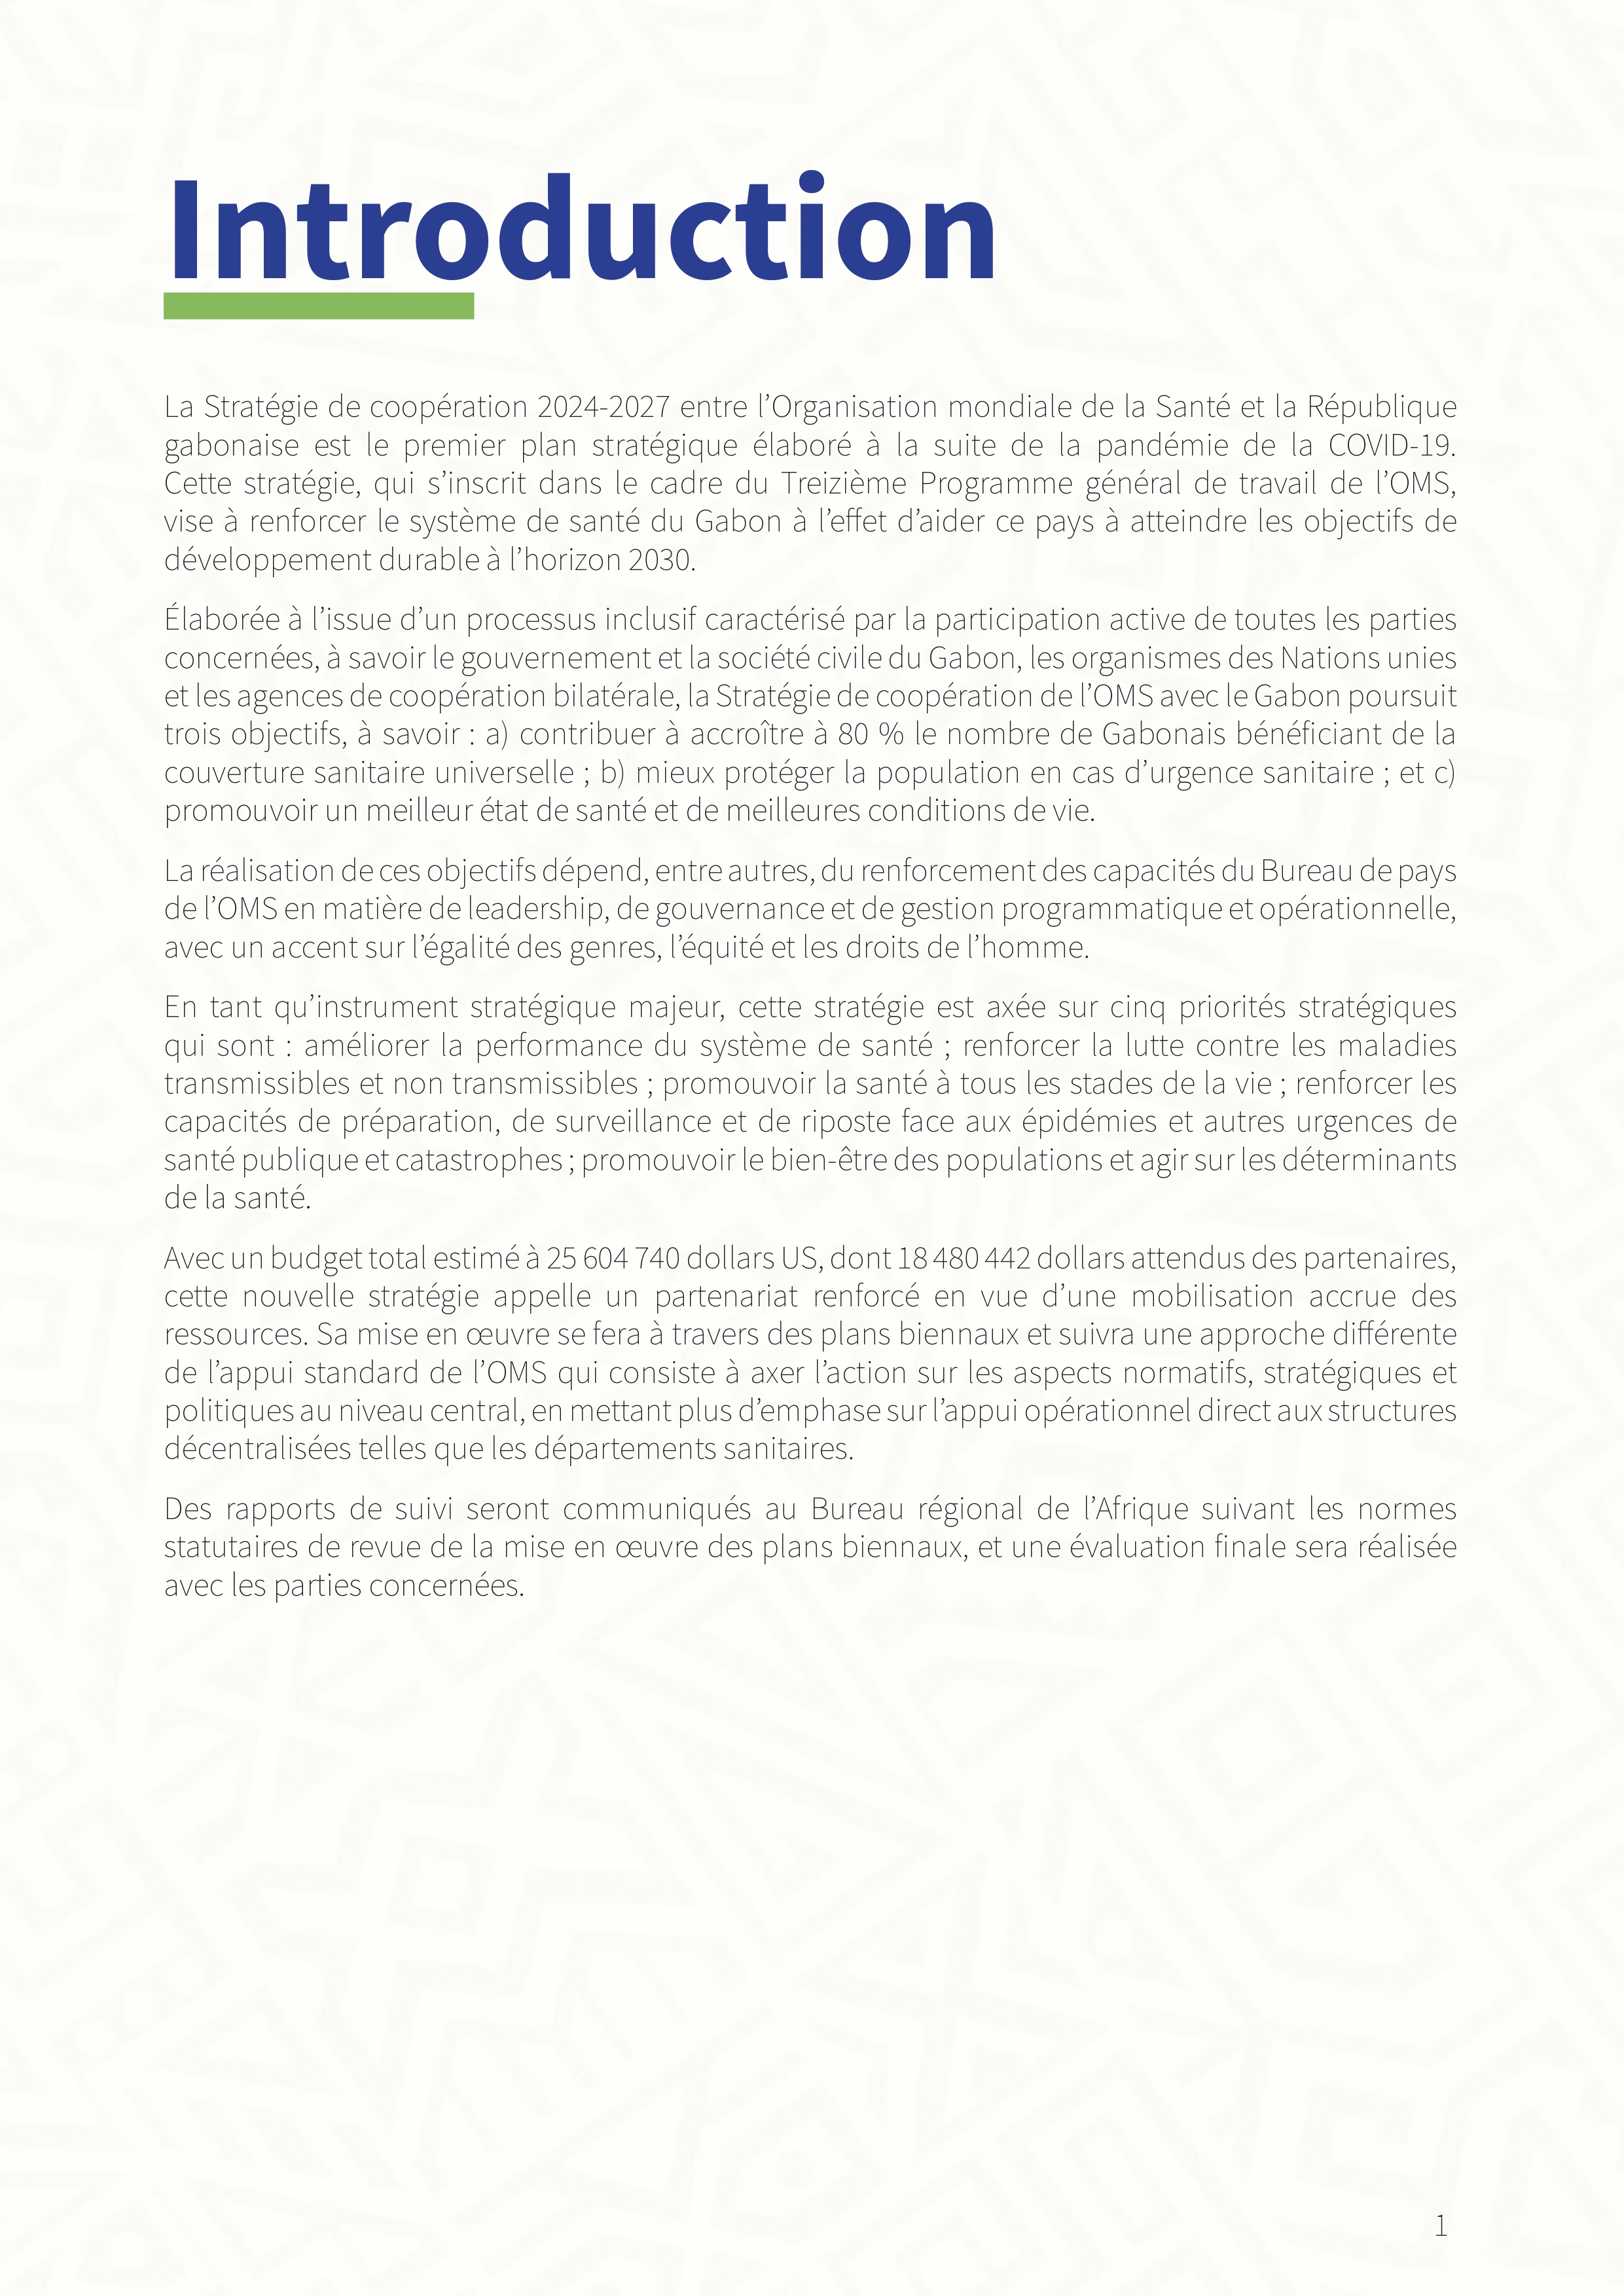 Introduction
La Stratégie de coopération 2024-2027 entre l’Organisation mondiale de la Santé et la République
gabonaise est le premier plan stratégique élaboré à la suite de la pandémie de la COVID-19.
Cette stratégie, qui s’inscrit dans le cadre du Treizième Programme général de travail de l’OMS,
vise à renforcer le système de santé du Gabon à l’effet d’aider ce pays à atteindre les objectifs de
développement durable à l’horizon 2030.
Élaborée à l’issue d’un processus inclusif caractérisé par la participation active de toutes les parties
concernées, à savoir le gouvernement et la société civile du Gabon, les organismes des Nations unies
et les agences de coopération bilatérale, la Stratégie de coopération de l’OMS avec le Gabon poursuit
trois objectifs, à savoir : a) contribuer à accroître à 80 % le nombre de Gabonais bénéficiant de la
couverture sanitaire universelle ; b) mieux protéger la population en cas d’urgence sanitaire ; et c)
promouvoir un meilleur état de santé et de meilleures conditions de vie.
La réalisation de ces objectifs dépend, entre autres, du renforcement des capacités du Bureau de pays
de l’OMS en matière de leadership, de gouvernance et de gestion programmatique et opérationnelle,
avec un accent sur l’égalité des genres, l’équité et les droits de l’homme.
En tant qu’instrument stratégique majeur, cette stratégie est axée sur cinq priorités stratégiques
qui sont : améliorer la performance du système de santé ; renforcer la lutte contre les maladies
transmissibles et non transmissibles ; promouvoir la santé à tous les stades de la vie ; renforcer les
capacités de préparation, de surveillance et de riposte face aux épidémies et autres urgences de
santé publique et catastrophes ; promouvoir le bien-être des populations et agir sur les déterminants
de la santé.
Avec un budget total estimé à 25 604 740 dollars US, dont 18 480 442 dollars attendus des partenaires,
cette nouvelle stratégie appelle un partenariat renforcé en vue d’une mobilisation accrue des
ressources. Sa mise en œuvre se fera à travers des plans biennaux et suivra une approche différente
de l’appui standard de l’OMS qui consiste à axer l’action sur les aspects normatifs, stratégiques et
politiques au niveau central, en mettant plus d’emphase sur l’appui opérationnel direct aux structures
décentralisées telles que les départements sanitaires.
Des rapports de suivi seront communiqués au Bureau régional de l’Afrique suivant les normes
statutaires de revue de la mise en œuvre des plans biennaux, et une évaluation finale sera réalisée
avec les parties concernées.
1